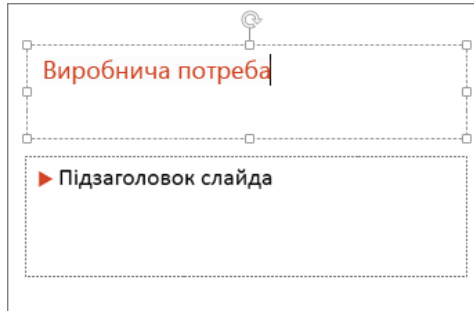 Виробнича потреба
Підзаголовок слайда